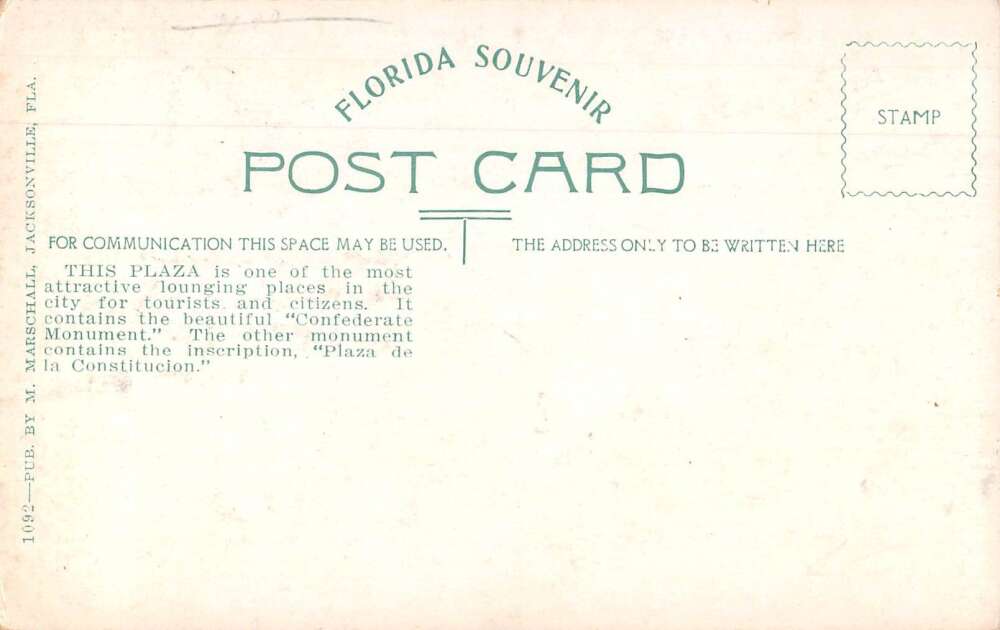 FLORIDA SOUVENIR
STAMP
POST CARD
FOR COMMUNICATION THIS SPACE MAY BE USED.
THE ADDRESS ONLY TO BE WRITTEN HERE
THIS PLAZA is one of the most
attractive lounging places in the
city for tourists and citizens. It
contains the beautiful "Confederate
Monument." The other monument
contains the inscription, "Plaza de
la Constitucion."
1092—PUB. BY M. MARSCHALL, JACKSONVILLE, FLA.